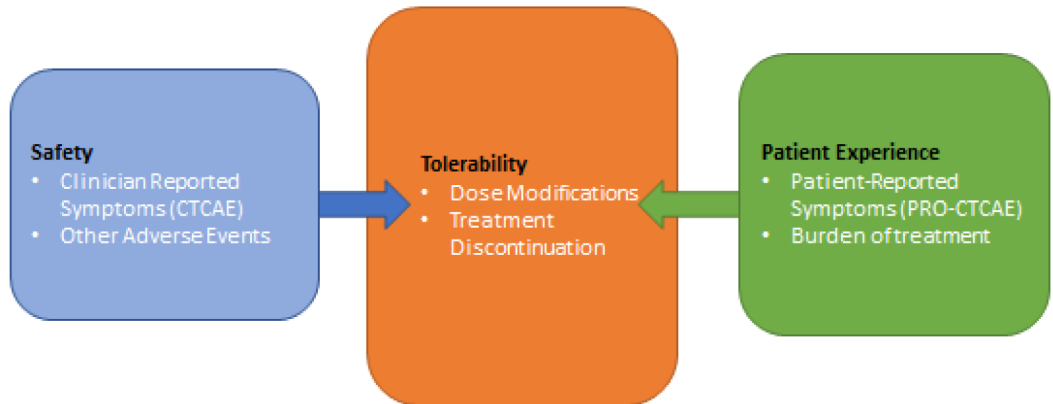 Safety
• Clinician Reported
Symptoms (CTCAE)
• Other Adverse Events
Tolerability
• Dose Modifications
• Treatment
Discontinuation
Patient Experience
• Patient-Reported
Symptoms (PRO-CTCAE)
• Burden of treatment